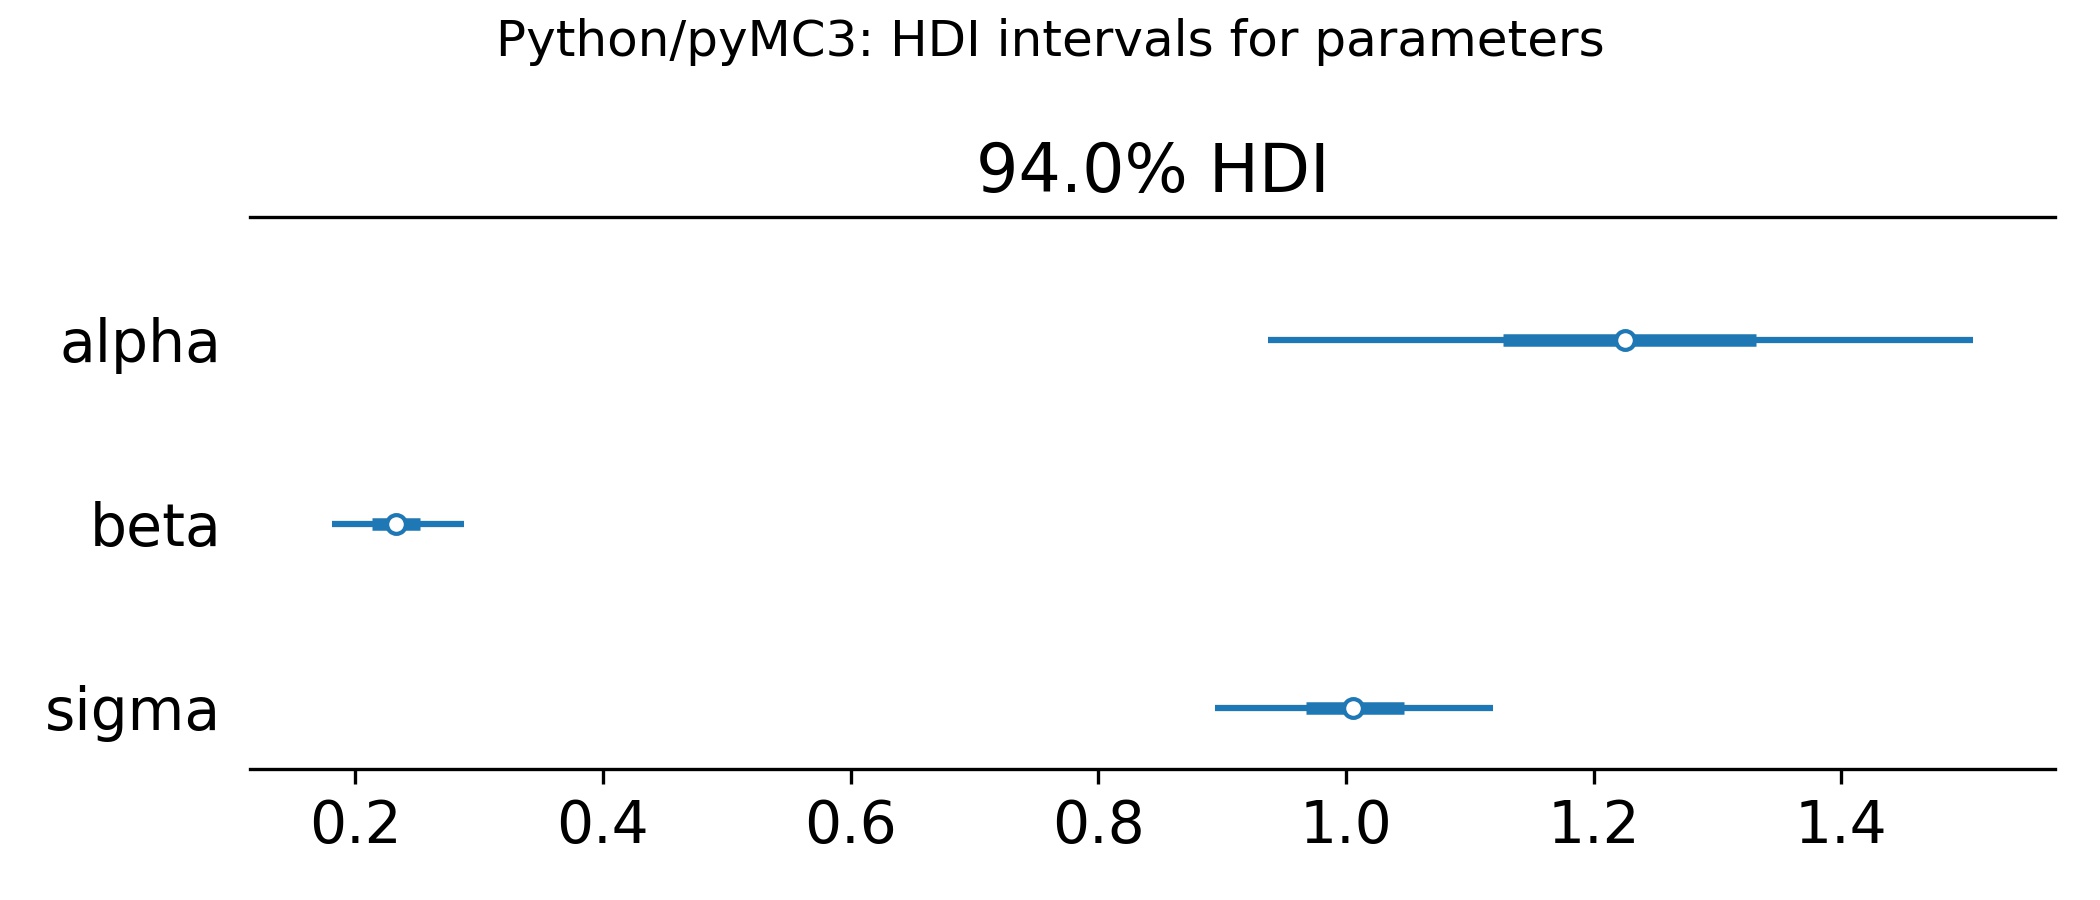 Python/pyMC3: HDI intervals for parameters
94.0% HDI
alpha
beta
sigma
0.2 0.4 0.6 0.8 1.0 1.2 1.4